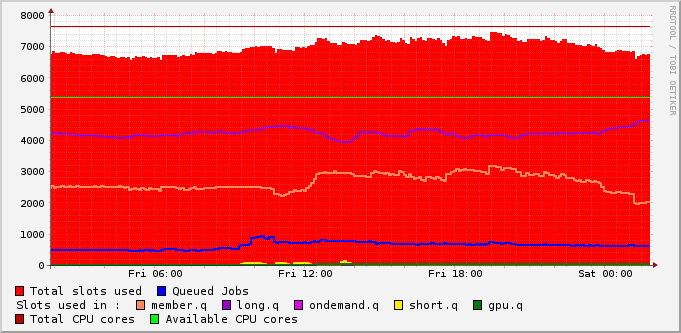 8000
7000
6000
5000
4000
3000
2000
1000
0
Fri 06:00 Fri 12:00 Fri 18:00 Sat 00:00
Total slots used Queued Jobs
Slots used in : member.q long.q ondemand.q short.q gpu.q
Total CPU cores Available CPU cores
RRDTOOL / TOBI OETIKER